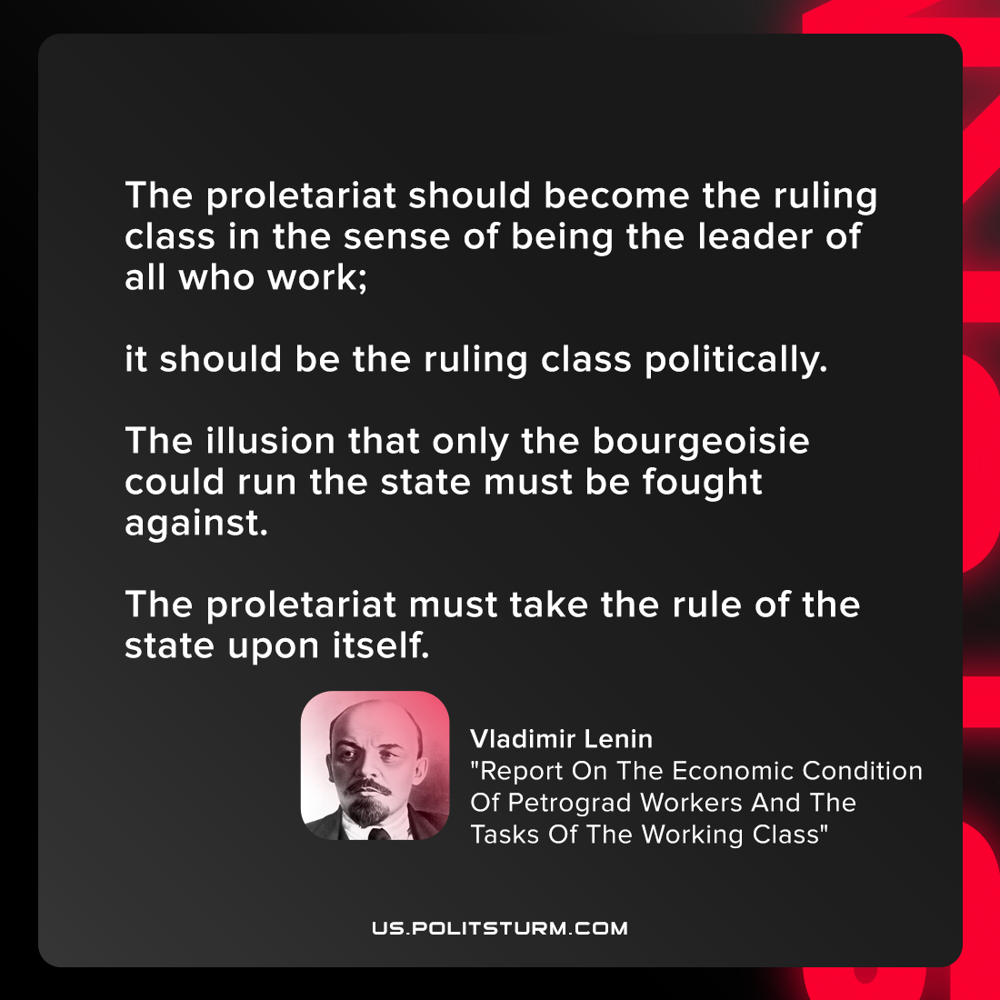 The proletariat should become the ruling
class in the sense of being the leader of
all who work;
it should be the ruling class politically.
The illusion that only the bourgeoisie
could run the state must be fought
against.
The proletariat must take the rule of the
state upon itself.
Vladimir Lenin
"Report On The Economic Condition
Of Petrograd Workers And The
Tasks Of The Working Class"
US.POLITSTURM.COM